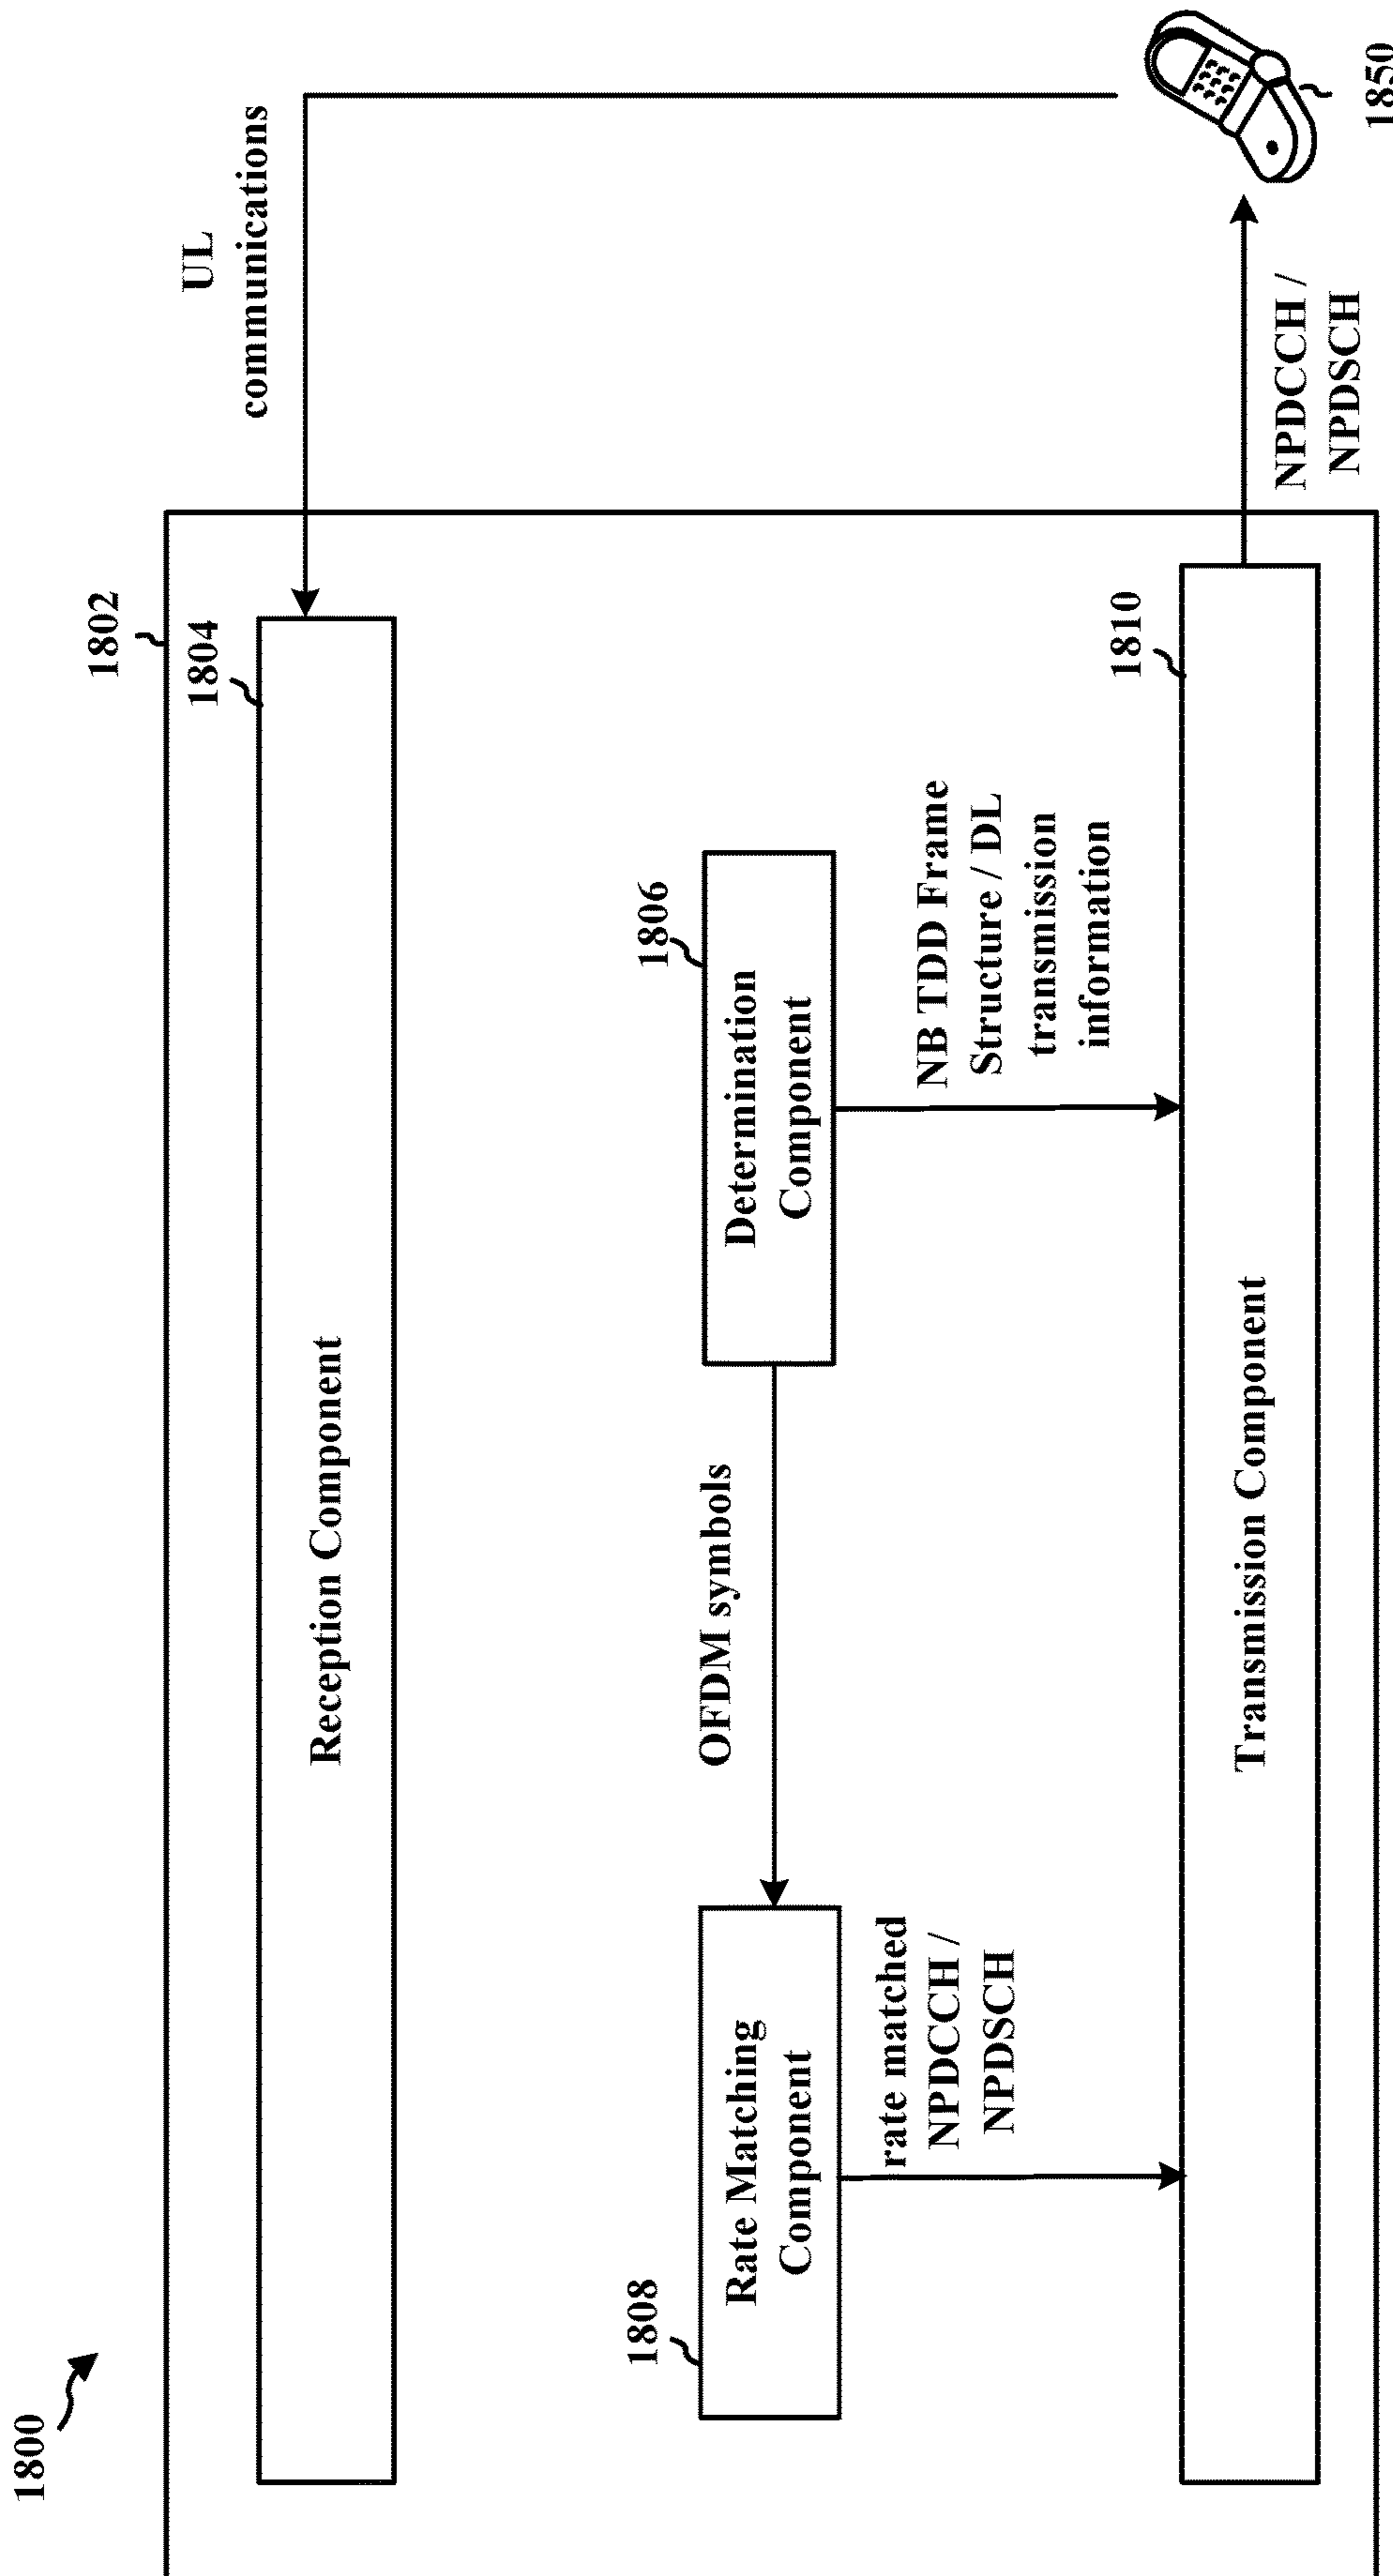 1800
1802
1804
Reception Component
UL
communications
1808
Rate Matching
Component
OFDM symbols
1806
Determination
Component
rate matched
NPDCCH /
NPDSCH
NB TDD Frame
Structure / DL
transmission
information
1810
Transmission Component
NPDCCH /
NPDSCH
1850